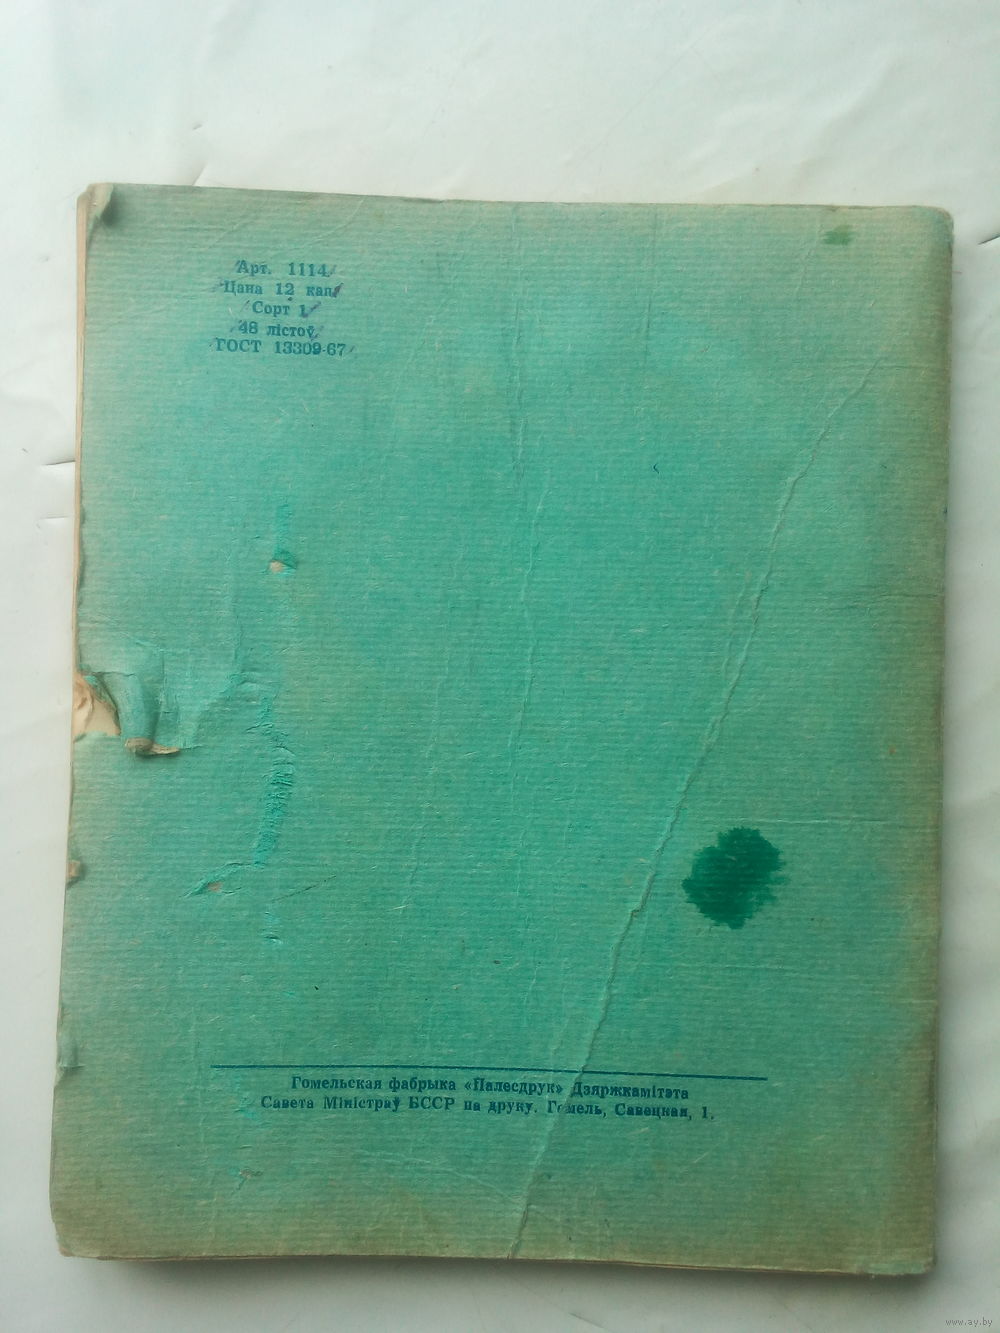 Арт. 1114
Цана 12 кап.
Сорт 1
48 лістоў
ГОСТ 13309-67
Гомельская фабрыка «Палесдрук» Дзяржкамітэта
Савета Міністраў БССР па друку. Гомель, Савецкая, 1.
www.ay.by